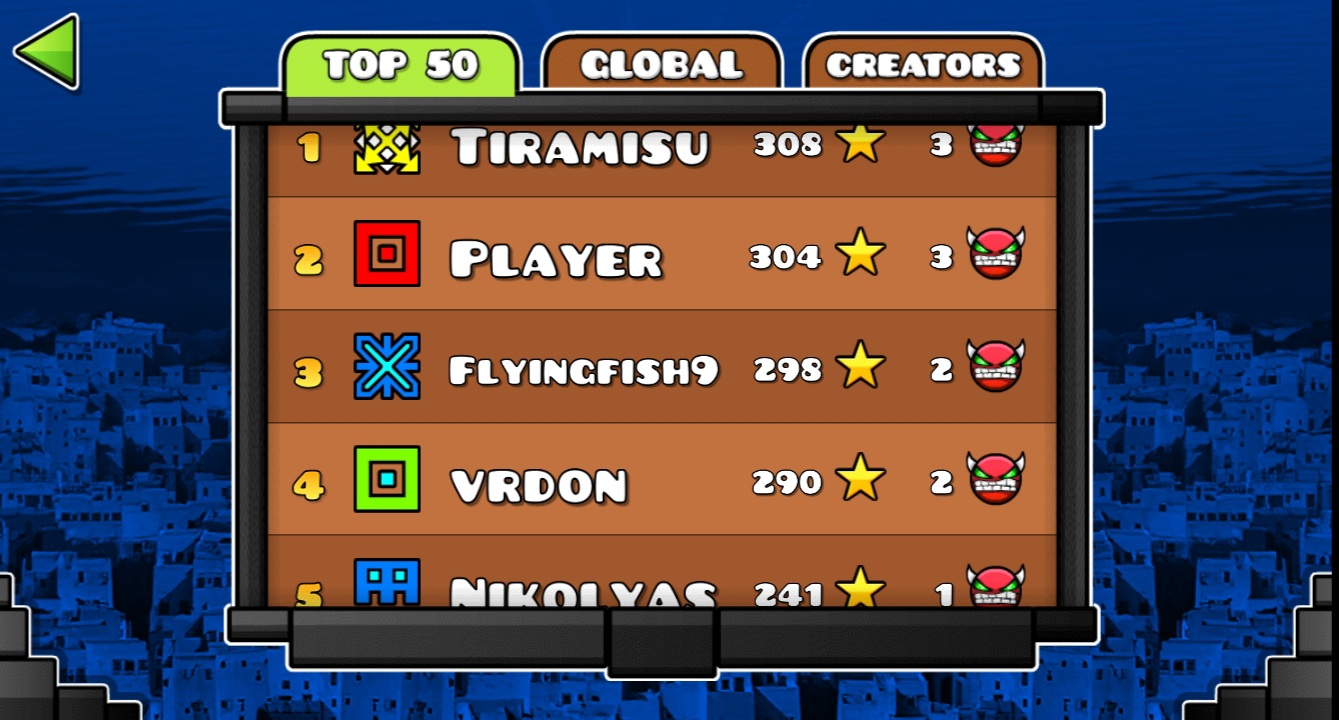 TOP 50 GLOBAL CREATORS
1 TIRAMISU 308 3
2 PLAYER 304 3
3 FLYINGFISH9 298 2
4 VRDON 290 2
5 NIKOLYAS 241 1